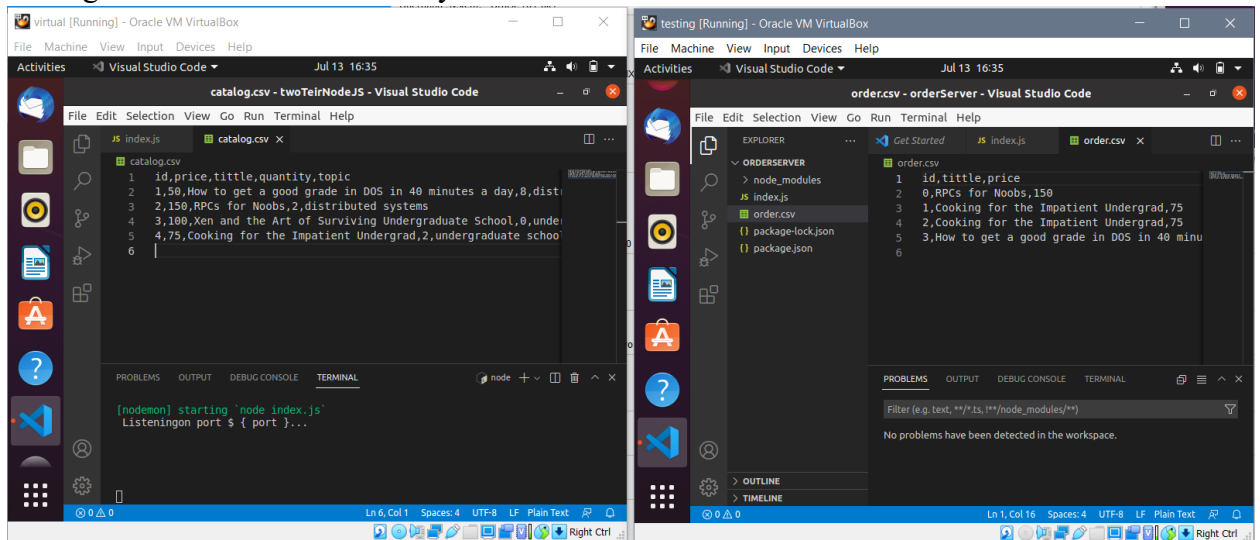 virtual [Running] - Oracle VM VirtualBox
File Machine View Input Devices Help
Activities Visual Studio Code Jul 13 16:35
catalog.csv - twoTeirNodeJS - Visual Studio Code
File Edit Selection View Go Run Terminal Help
JS index.js catalog.csv
catalog.csv
1 id,price,tittle,quantity,topic
2 1,50,How to get a good grade in DOS in 40 minutes a day,8,dist
3 2,150,RPCs for Noobs,2,distributed systems
4 3,100,Xen and the Art of Surviving Undergraduate School,0,unde
5 4,75,Cooking for the Impatient Undergrad,2,undergraduate schoo
6
PROBLEMS OUTPUT DEBUG CONSOLE TERMINAL node
[nodemon] starting `node index.js`
Listeningon port $ { port }...
0 0 Ln 6, Col 1 Spaces: 4 UTF-8 LF Plain Text
Right Ctrl
testing [Running] - Oracle VM VirtualBox
File Machine View Input Devices Help
Activities Visual Studio Code Jul 13 16:35
order.csv - orderServer - Visual Studio Code
File Edit Selection View Go Run Terminal Help
EXPLORER ...
ORDERSERVER
> node_modules
JS index.js
order.csv
{} package-lock.json
{} package.json
> OUTLINE
> TIMELINE
Get Started JS index.js order.csv
order.csv
1 id,tittle,price
2 0,RPCs for Noobs,150
3 1,Cooking for the Impatient Undergrad,75
4 2,Cooking for the Impatient Undergrad,75
5 3,How to get a good grade in DOS in 40 minu
6
PROBLEMS OUTPUT DEBUG CONSOLE TERMINAL
Filter (e.g. text, **/*.ts, !**/node_modules/**)
No problems have been detected in the workspace.
0 0 Ln 1, Col 16 Spaces: 4 UTF-8 LF Plain Text
Right Ctrl